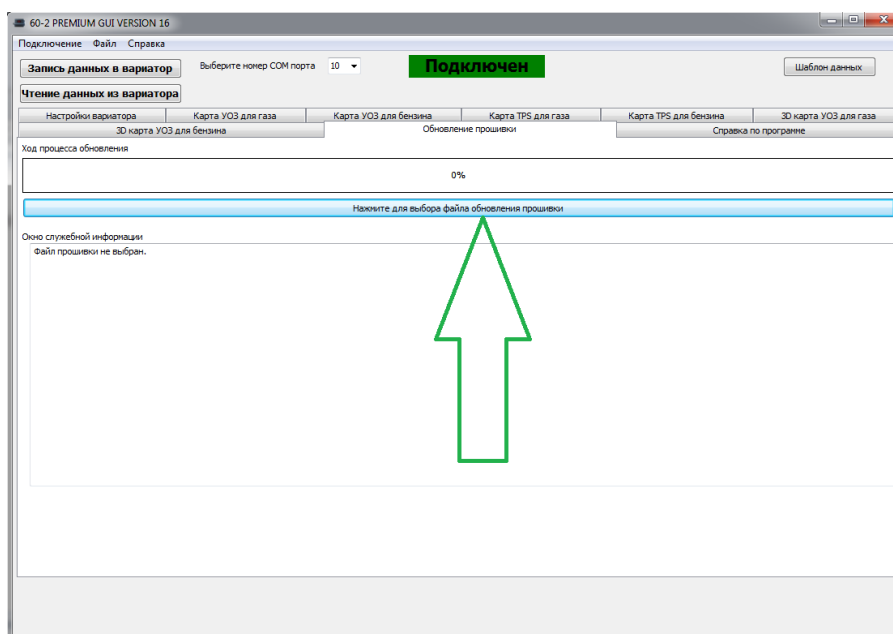 60-2 PREMIUM GUI VERSION 16
Подключение Файл Справка
Запись данных в вариатор Выберите номер COM порта 10 Подключен Шаблон данных
Чтение данных из вариатора
Настройки вариатора Карта УОЗ для газа Карта УОЗ для бензина Карта TPS для газа Карта TPS для бензина 3D карта УОЗ для газа
3D карта УОЗ для бензина Обновление прошивки Справка по программе
Ход процесса обновления
0%
Нажмите для выбора файла обновления прошивки
Окно служебной информации
Файл прошивки не выбран.